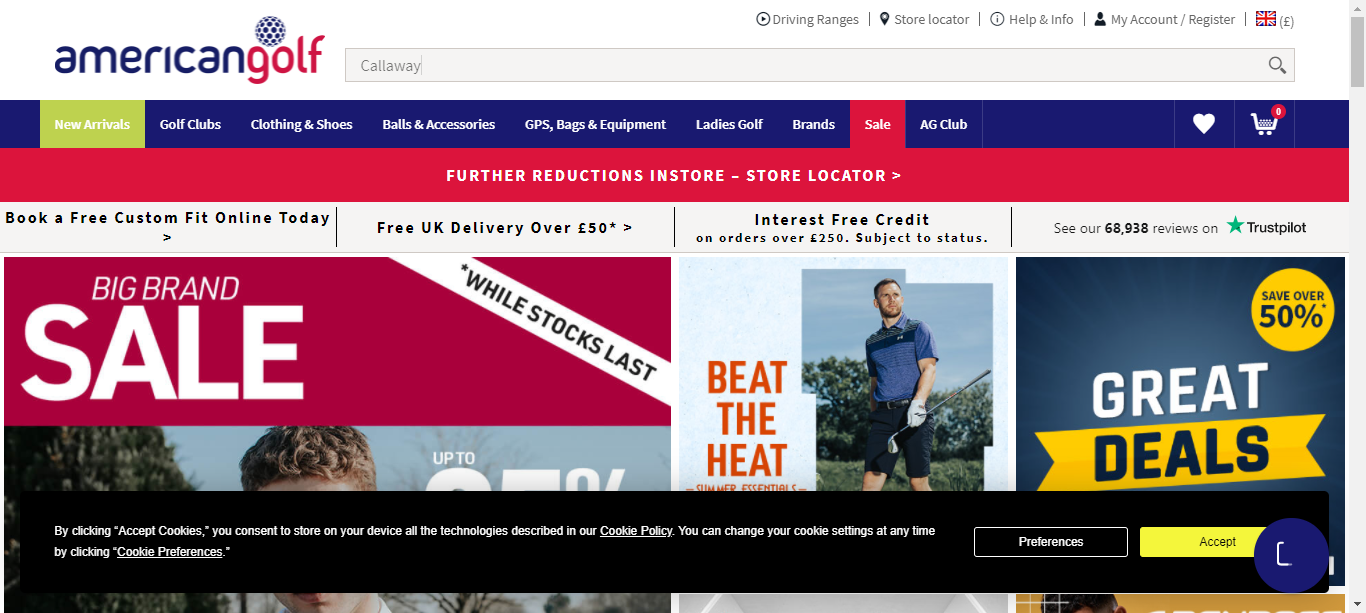 Driving Ranges
Store locator
Help & Info
My Account / Register
(£)
americangolf
Callaway
New Arrivals
Golf Clubs
Clothing & Shoes
Balls & Accessories
GPS, Bags & Equipment
Ladies Golf
Brands
Sale
AG Club
0
FURTHER REDUCTIONS INSTORE – STORE LOCATOR >
Book a Free Custom Fit Online Today
>
Free UK Delivery Over £50* >
Interest Free Credit
on orders over £250. Subject to status.
See our 68,938 reviews on Trustpilot
BIG BRAND
SALE
*WHILE STOCKS LAST
UP TO
BEAT
THE
HEAT
SUMMER ESSENTIALS
SAVE OVER
50%*
GREAT
DEALS
By clicking “Accept Cookies,” you consent to store on your device all the technologies described in our Cookie Policy. You can change your cookie settings at any time
by clicking “Cookie Preferences.”
Preferences
Accept